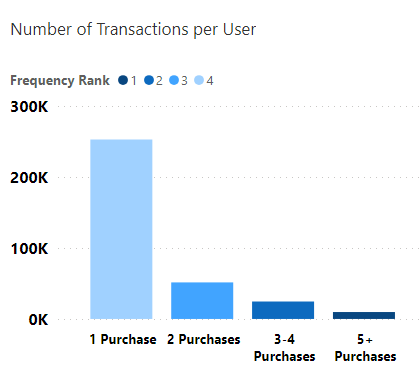 Number of Transactions per User
Frequency Rank 1 2 3 4
300K
200K
100K
0K
1 Purchase 2 Purchases 3-4 Purchases 5+ Purchases